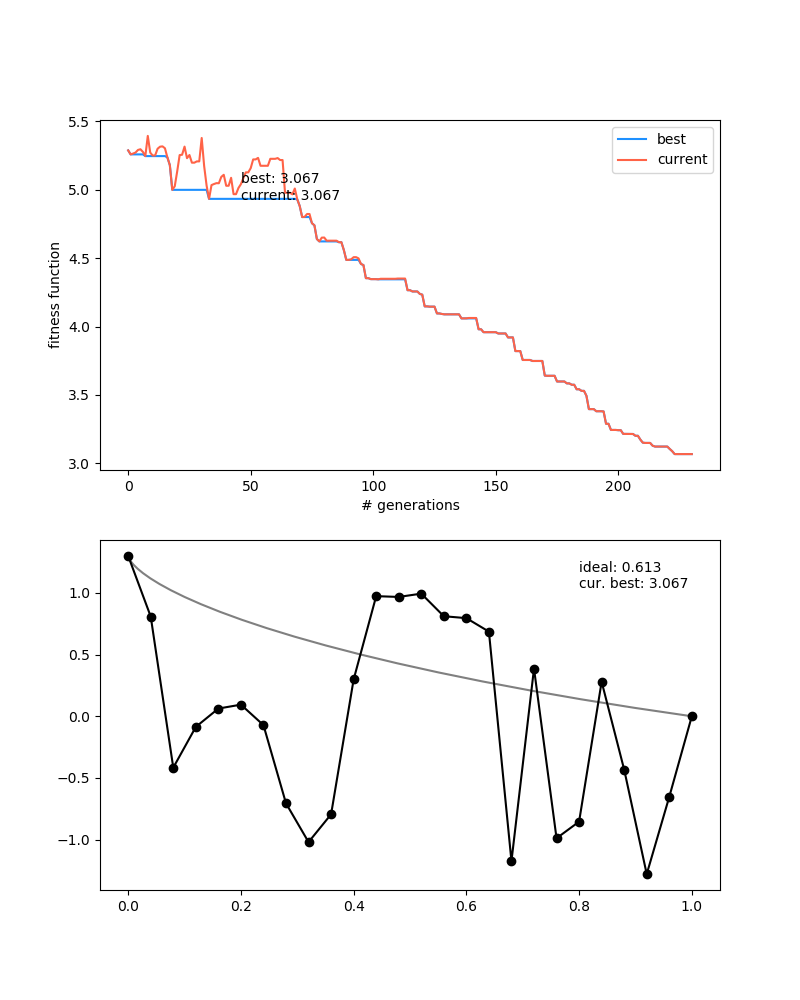 5.5
best
current
best: 3.067
5.0
current: 3.067
4.5
fitness function
4.0
3.5
3.0
0 50 100 150 200
# generations
ideal: 0.613
cur. best: 3.067
1.0
0.5
0.0
−0.5
−1.0
0.0 0.2 0.4 0.6 0.8 1.0